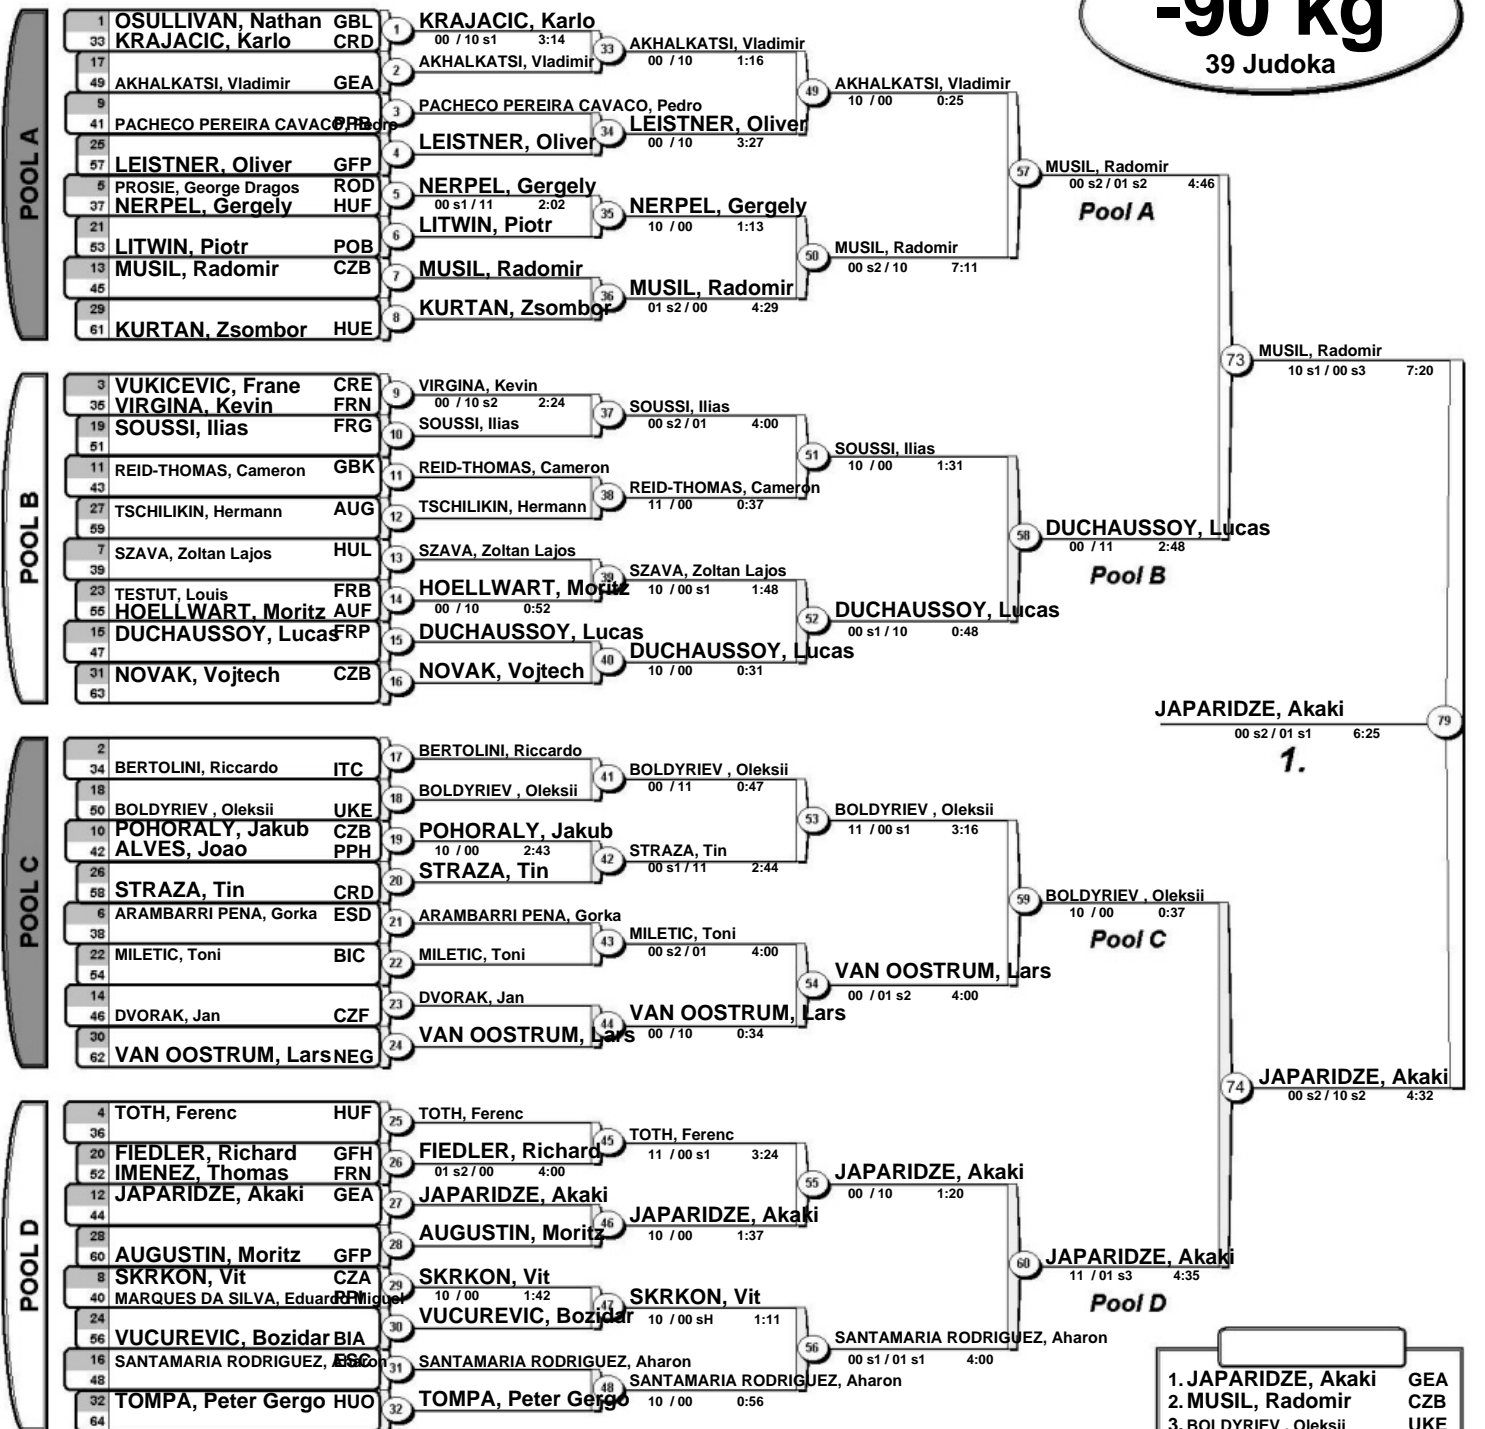 -90 kg
39 Judoka
POOL A
1 OSULLIVAN, Nathan GBL
33 KRAJACIC, Karlo CRD
17
49 AKHALKATSI, Vladimir GEA
9
41 PACHECO PEREIRA CAVACO, Pedro PPB
25
57 LEISTNER, Oliver GFP
5 PROSIE, George Dragos ROD
37 NERPEL, Gergely HUF
21
53 LITWIN, Piotr POB
13 MUSIL, Radomir CZB
45
29
61 KURTAN, Zsombor HUE
1 KRAJACIC, Karlo
00 / 10 s1 3:14
2 AKHALKATSI, Vladimir
3 PACHECO PEREIRA CAVACO, Pedro
4 LEISTNER, Oliver
5 NERPEL, Gergely
00 s1 / 11 2:02
6 LITWIN, Piotr
7 MUSIL, Radomir
8 KURTAN, Zsombor
33 AKHALKATSI, Vladimir
00 / 10 1:16
34 LEISTNER, Oliver
00 / 10 3:27
35 NERPEL, Gergely
10 / 00 1:13
36 MUSIL, Radomir
01 s2 / 00 4:29
49 AKHALKATSI, Vladimir
10 / 00 0:25
50 MUSIL, Radomir
00 s2 / 10 7:11
57 MUSIL, Radomir
00 s2 / 01 s2 4:46
Pool A
POOL B
3 VUKICEVIC, Frane CRE
35 VIRGINA, Kevin FRN
19 SOUSSI, Ilias FRG
51
11 REID-THOMAS, Cameron GBK
43
27 TSCHILIKIN, Hermann AUG
59
7 SZAVA, Zoltan Lajos HUL
39
23 TESTUT, Louis FRB
55 HOELLWART, Moritz AUF
15 DUCHAUSSOY, Lucas FRP
47
31 NOVAK, Vojtech CZB
63
9 VIRGINA, Kevin
00 / 10 s2 2:24
10 SOUSSI, Ilias
11 REID-THOMAS, Cameron
12 TSCHILIKIN, Hermann
13 SZAVA, Zoltan Lajos
14 HOELLWART, Moritz
00 / 10 0:52
15 DUCHAUSSOY, Lucas
16 NOVAK, Vojtech
37 SOUSSI, Ilias
00 s2 / 01 4:00
38 REID-THOMAS, Cameron
11 / 00 0:37
39 SZAVA, Zoltan Lajos
10 / 00 s1 1:48
40 DUCHAUSSOY, Lucas
10 / 00 0:31
51 SOUSSI, Ilias
10 / 00 1:31
52 DUCHAUSSOY, Lucas
00 s1 / 10 0:48
58 DUCHAUSSOY, Lucas
00 / 11 2:48
Pool B
73 MUSIL, Radomir
10 s1 / 00 s3 7:20
JAPARIDZE, Akaki 79
00 s2 / 01 s1 6:25
1.
POOL C
2
34 BERTOLINI, Riccardo ITC
18
50 BOLDYRIEV , Oleksii UKE
10 POHORALY, Jakub CZB
42 ALVES, Joao PPH
26
58 STRAZA, Tin CRD
6 ARAMBARRI PENA, Gorka ESD
38
22 MILETIC, Toni BIC
54
14
46 DVORAK, Jan CZF
30
62 VAN OOSTRUM, Lars NEG
17 BERTOLINI, Riccardo
18 BOLDYRIEV , Oleksii
19 POHORALY, Jakub
10 / 00 2:43
20 STRAZA, Tin
21 ARAMBARRI PENA, Gorka
22 MILETIC, Toni
23 DVORAK, Jan
24 VAN OOSTRUM, Lars
41 BOLDYRIEV , Oleksii
00 / 11 0:47
42 STRAZA, Tin
00 s1 / 11 2:44
43 MILETIC, Toni
00 s2 / 01 4:00
44 VAN OOSTRUM, Lars
00 / 10 0:34
53 BOLDYRIEV , Oleksii
11 / 00 s1 3:16
54 VAN OOSTRUM, Lars
00 / 01 s2 4:00
59 BOLDYRIEV , Oleksii
10 / 00 0:37
Pool C
74 JAPARIDZE, Akaki
00 s2 / 10 s2 4:32
POOL D
4 TOTH, Ferenc HUF
36
20 FIEDLER, Richard GFH
52 IMENEZ, Thomas FRN
12 JAPARIDZE, Akaki GEA
44
28
60 AUGUSTIN, Moritz GFP
8 SKRKON, Vit CZA
40 MARQUES DA SILVA, Eduardo Miguel PPI
24
56 VUCUREVIC, Bozidar BIA
16 SANTAMARIA RODRIGUEZ, Aharon ESC
48
32 TOMPA, Peter Gergo HUO
64
25 TOTH, Ferenc
26 FIEDLER, Richard
01 s2 / 00 4:00
27 JAPARIDZE, Akaki
28 AUGUSTIN, Moritz
29 SKRKON, Vit
10 / 00 1:42
30 VUCUREVIC, Bozidar
31 SANTAMARIA RODRIGUEZ, Aharon
32 TOMPA, Peter Gergo
45 TOTH, Ferenc
11 / 00 s1 3:24
46 JAPARIDZE, Akaki
10 / 00 1:37
47 SKRKON, Vit
10 / 00 sH 1:11
48 SANTAMARIA RODRIGUEZ, Aharon
10 / 00 0:56
55 JAPARIDZE, Akaki
00 / 10 1:20
56 SANTAMARIA RODRIGUEZ, Aharon
00 s1 / 01 s1 4:00
60 JAPARIDZE, Akaki
11 / 01 s3 4:35
Pool D
1. JAPARIDZE, Akaki GEA
2. MUSIL, Radomir CZB
3. BOLDYRIEV , Oleksii UKE